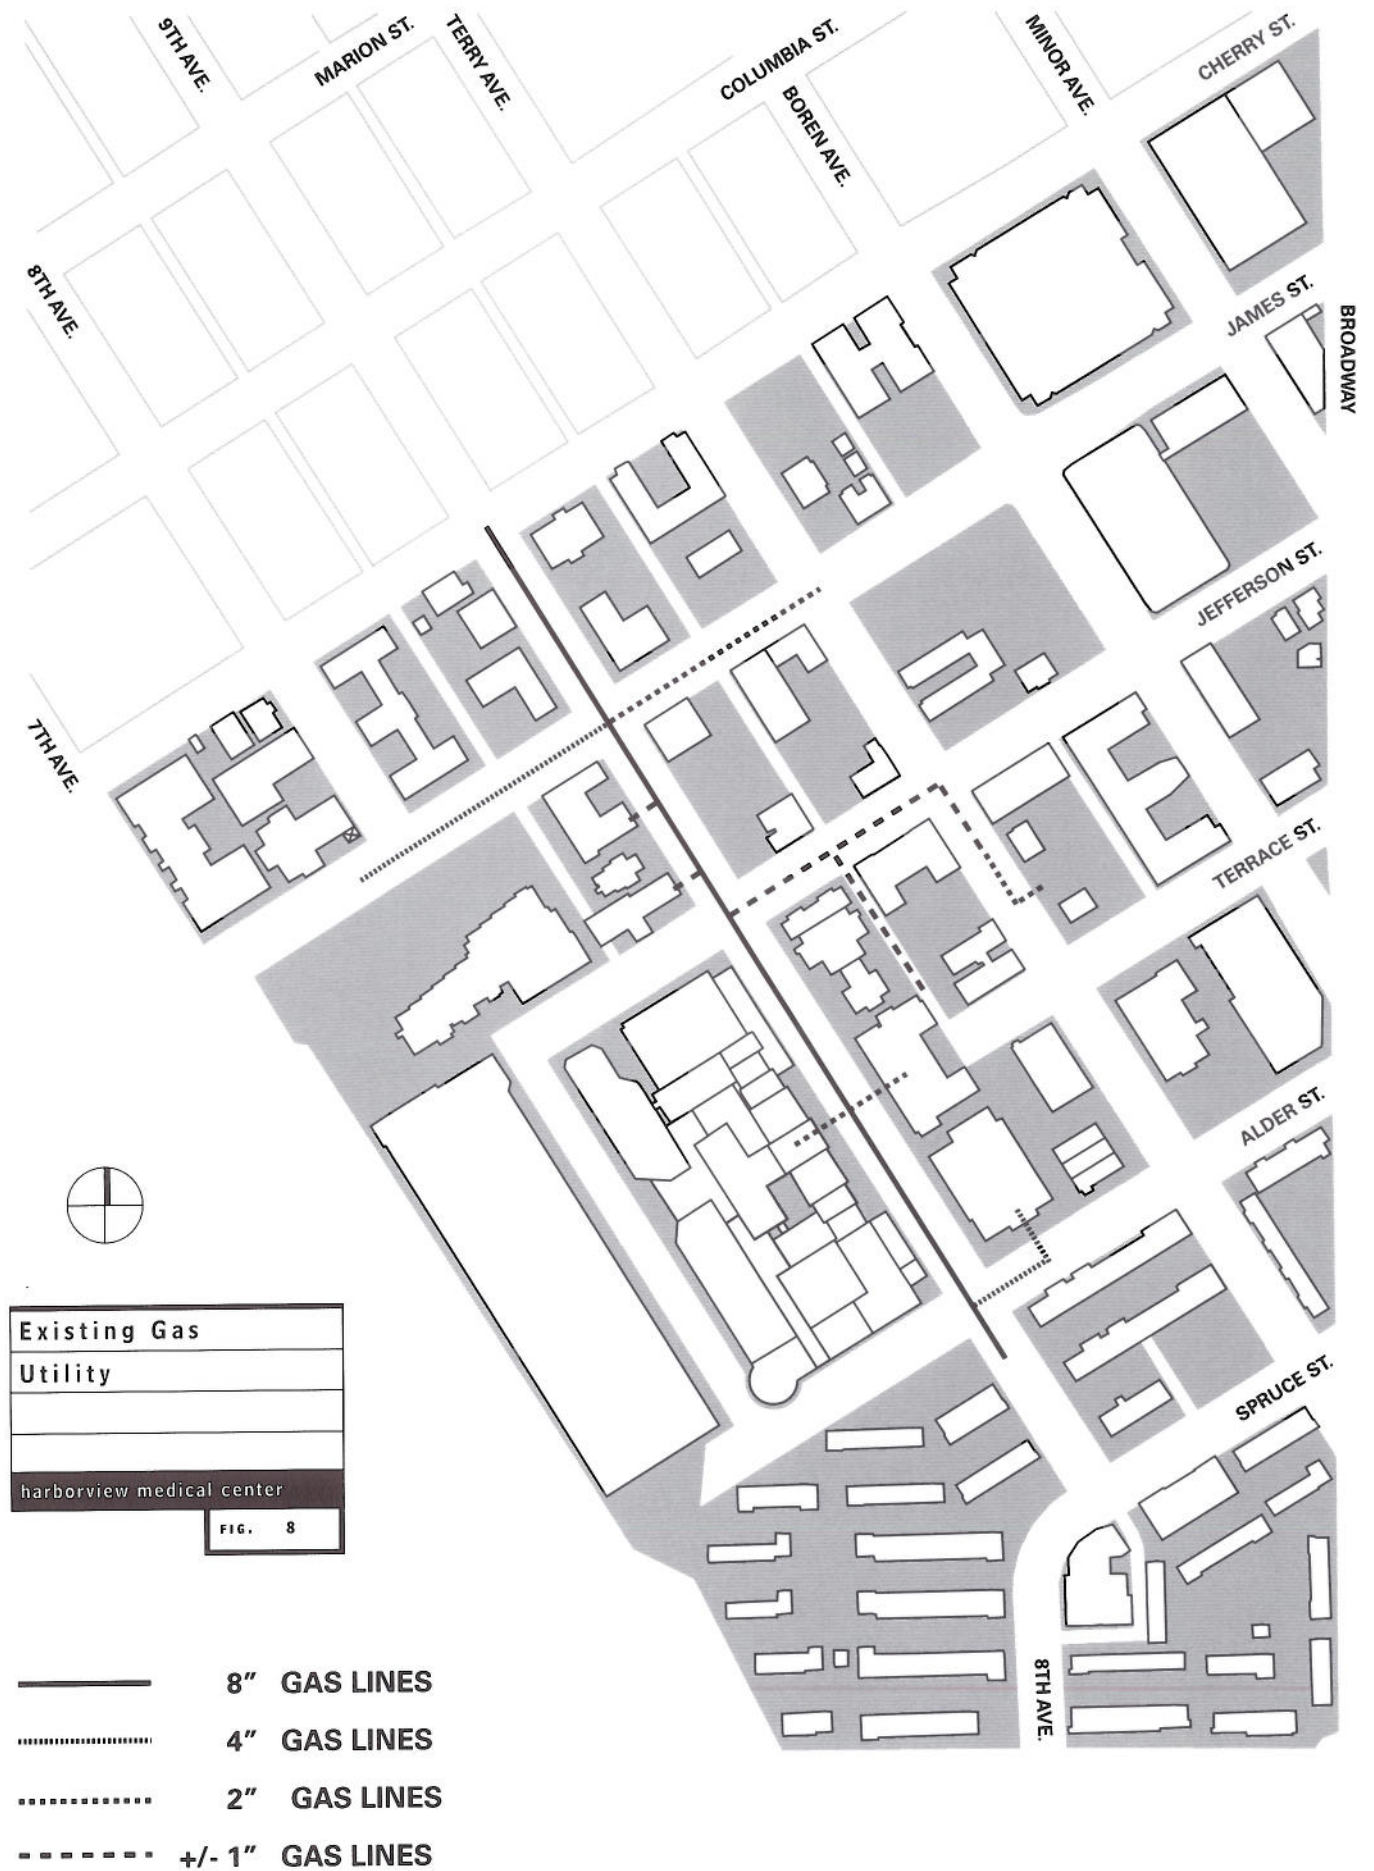 9TH AVE.
MARION ST.
TERRY AVE.
COLUMBIA ST.
BOREN AVE.
MINOR AVE.
CHERRY ST.
8TH AVE.
JAMES ST.
BROADWAY
JEFFERSON ST.
7TH AVE.
TERRACE ST.
ALDER ST.
SPRUCE ST.
8TH AVE.
Existing Gas
Utility
harborview medical center
FIG. 8
8" GAS LINES
4" GAS LINES
2" GAS LINES
+/- 1" GAS LINES